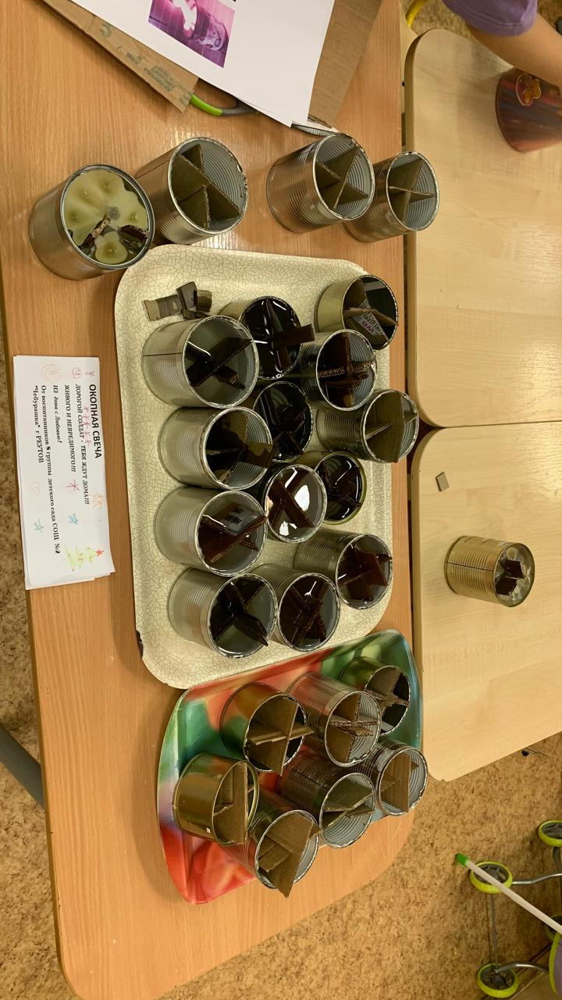 ОКОПНАЯ СВЕЧА
ДОРОГОЙ СОЛДАТ - ТЕБЯ ЖДУТ ДОМА!!!
ЖИВОГО И НЕВРЕДИМОГО!!!
ИЗ дома с Любовью!
От воспитанников 8 группы детского сада СОШ №2
"Чебурашка" г РЕУТОВ